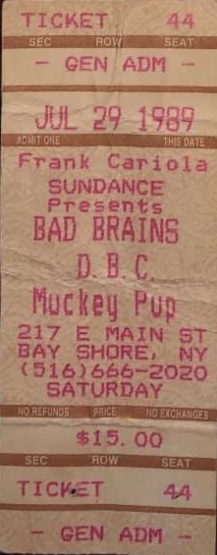 TICKET 44
SEC ROW SEAT
- GEN ADM -
JUL 29 1989
ADMIT ONE THIS DATE
Frank Cariola
SUNDANCE
Presents
BAD BRAINS
D.B.C.
Muckey Pup
217 E MAIN ST
BAY SHORE, NY
(516)666-2020
SATURDAY
NO REFUNDS PRICE NO EXCHANGES
$15.00
SEC ROW SEAT
TICKET 44
- GEN ADM -